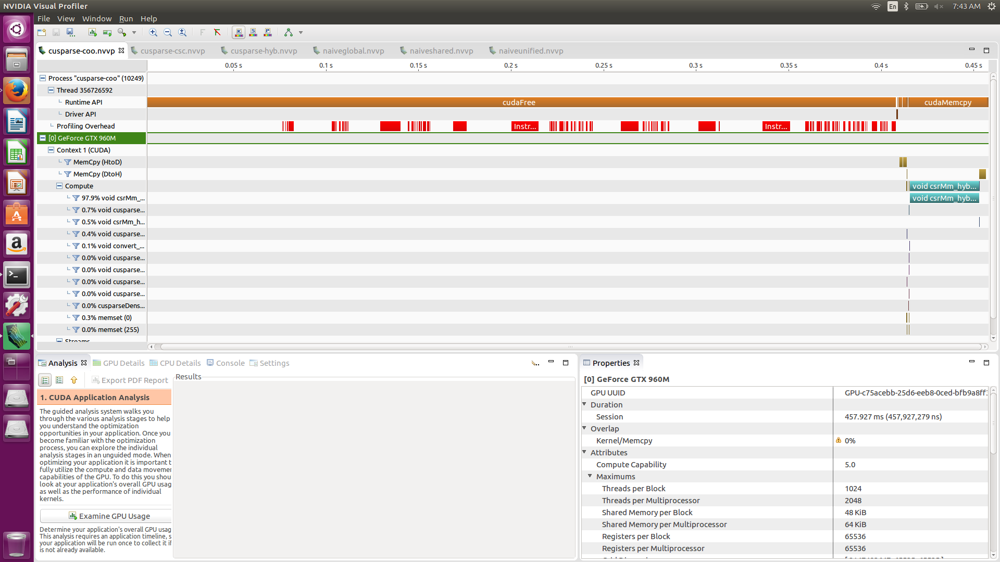 NVIDIA Visual Profiler
En
7:43 AM
File View Window Run Help
cusparse-coo.nvvp cusparse-csc.nvvp cusparse-hyb.nvvp naiveglobal.nvvp naiveshared.nvvp naiveunified.nvvp
0.05 s 0.1 s 0.15 s 0.2 s 0.25 s 0.3 s 0.35 s 0.4 s 0.45 s
Process "cusparse-coo" (10249)
Thread 356726592
Runtime API cudaFree cudaMemcpy
Driver API
Profiling Overhead Instr... Instr...
[0] GeForce GTX 960M
Context 1 (CUDA)
MemCpy (HtoD)
MemCpy (DtoH)
Compute void csrMm_hyb...
97.9% void csrMm_... void csrMm_hyb...
0.7% void cusparse...
0.5% void csrMm_h...
0.4% void cusparse...
0.1% void convert_...
0.0% void cusparse...
0.0% void cusparse...
0.0% void cusparse...
0.0% void cusparse...
0.0% cusparseDens...
0.3% memset (0)
0.0% memset (255)
Streams
Analysis GPU Details CPU Details Console Settings
Export PDF Report
Results
1. CUDA Application Analysis
The guided analysis system walks you
through the various analysis stages to help
you understand the optimization
opportunities in your application. Once you
become familiar with the optimization
process, you can explore the individual
analysis stages in an unguided mode. When
optimizing your application it is important t
fully utilize the compute and data movemer
capabilities of the GPU. To do this you shou
look at your application's overall GPU usag
as well as the performance of individual
kernels.
Examine GPU Usage
Determine your application's overall GPU usag
This analysis requires an application timeline, s
your application will be run once to collect it if
is not already available.
Properties
[0] GeForce GTX 960M
GPU UUID GPU-c75acebb-25d6-eeb8-0ced-bfb9a8ff
Duration
Session 457.927 ms (457,927,279 ns)
Overlap
Kernel/Memcpy 0%
Attributes
Compute Capability 5.0
Maximums
Threads per Block 1024
Threads per Multiprocessor 2048
Shared Memory per Block 48 KiB
Shared Memory per Multiprocessor 64 KiB
Registers per Block 65536
Registers per Multiprocessor 65536